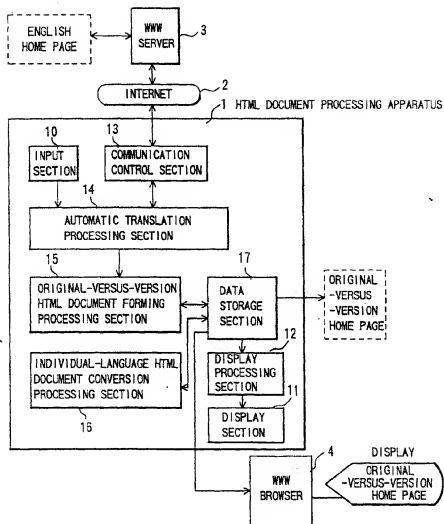 ENGLISH
HOME PAGE
WWW
SERVER
3
INTERNET
2
1 HTML DOCUMENT PROCESSING APPARATUS
10
INPUT
SECTION
13
COMMUNICATION
CONTROL SECTION
14
AUTOMATIC TRANSLATION
PROCESSING SECTION
15
ORIGINAL-VERSUS-VERSION
HTML DOCUMENT FORMING
PROCESSING SECTION
17
DATA
STORAGE
SECTION
ORIGINAL
-VERSUS
-VERSION
HOME PAGE
12
DISPLAY
PROCESSING
SECTION
INDIVIDUAL-LANGUAGE HTML
DOCUMENT CONVERSION
PROCESSING SECTION
16
11
DISPLAY
SECTION
4
WWW
BROWSER
DISPLAY
ORIGINAL
-VERSUS-VERSION
HOME PAGE